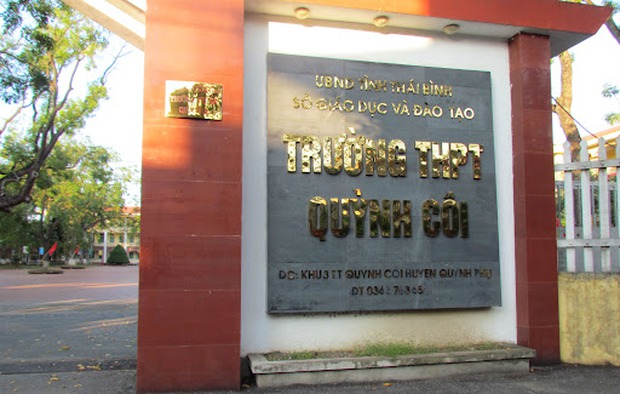 UBND TỈNH THÁI BÌNH
SỞ GIÁO DỤC VÀ ĐÀO TẠO
TRƯỜNG THPT
QUỲNH CÔI
ĐC: KHU 3 TT QUỲNH CÔI HUYỆN QUỲNH PHỤ
ĐT